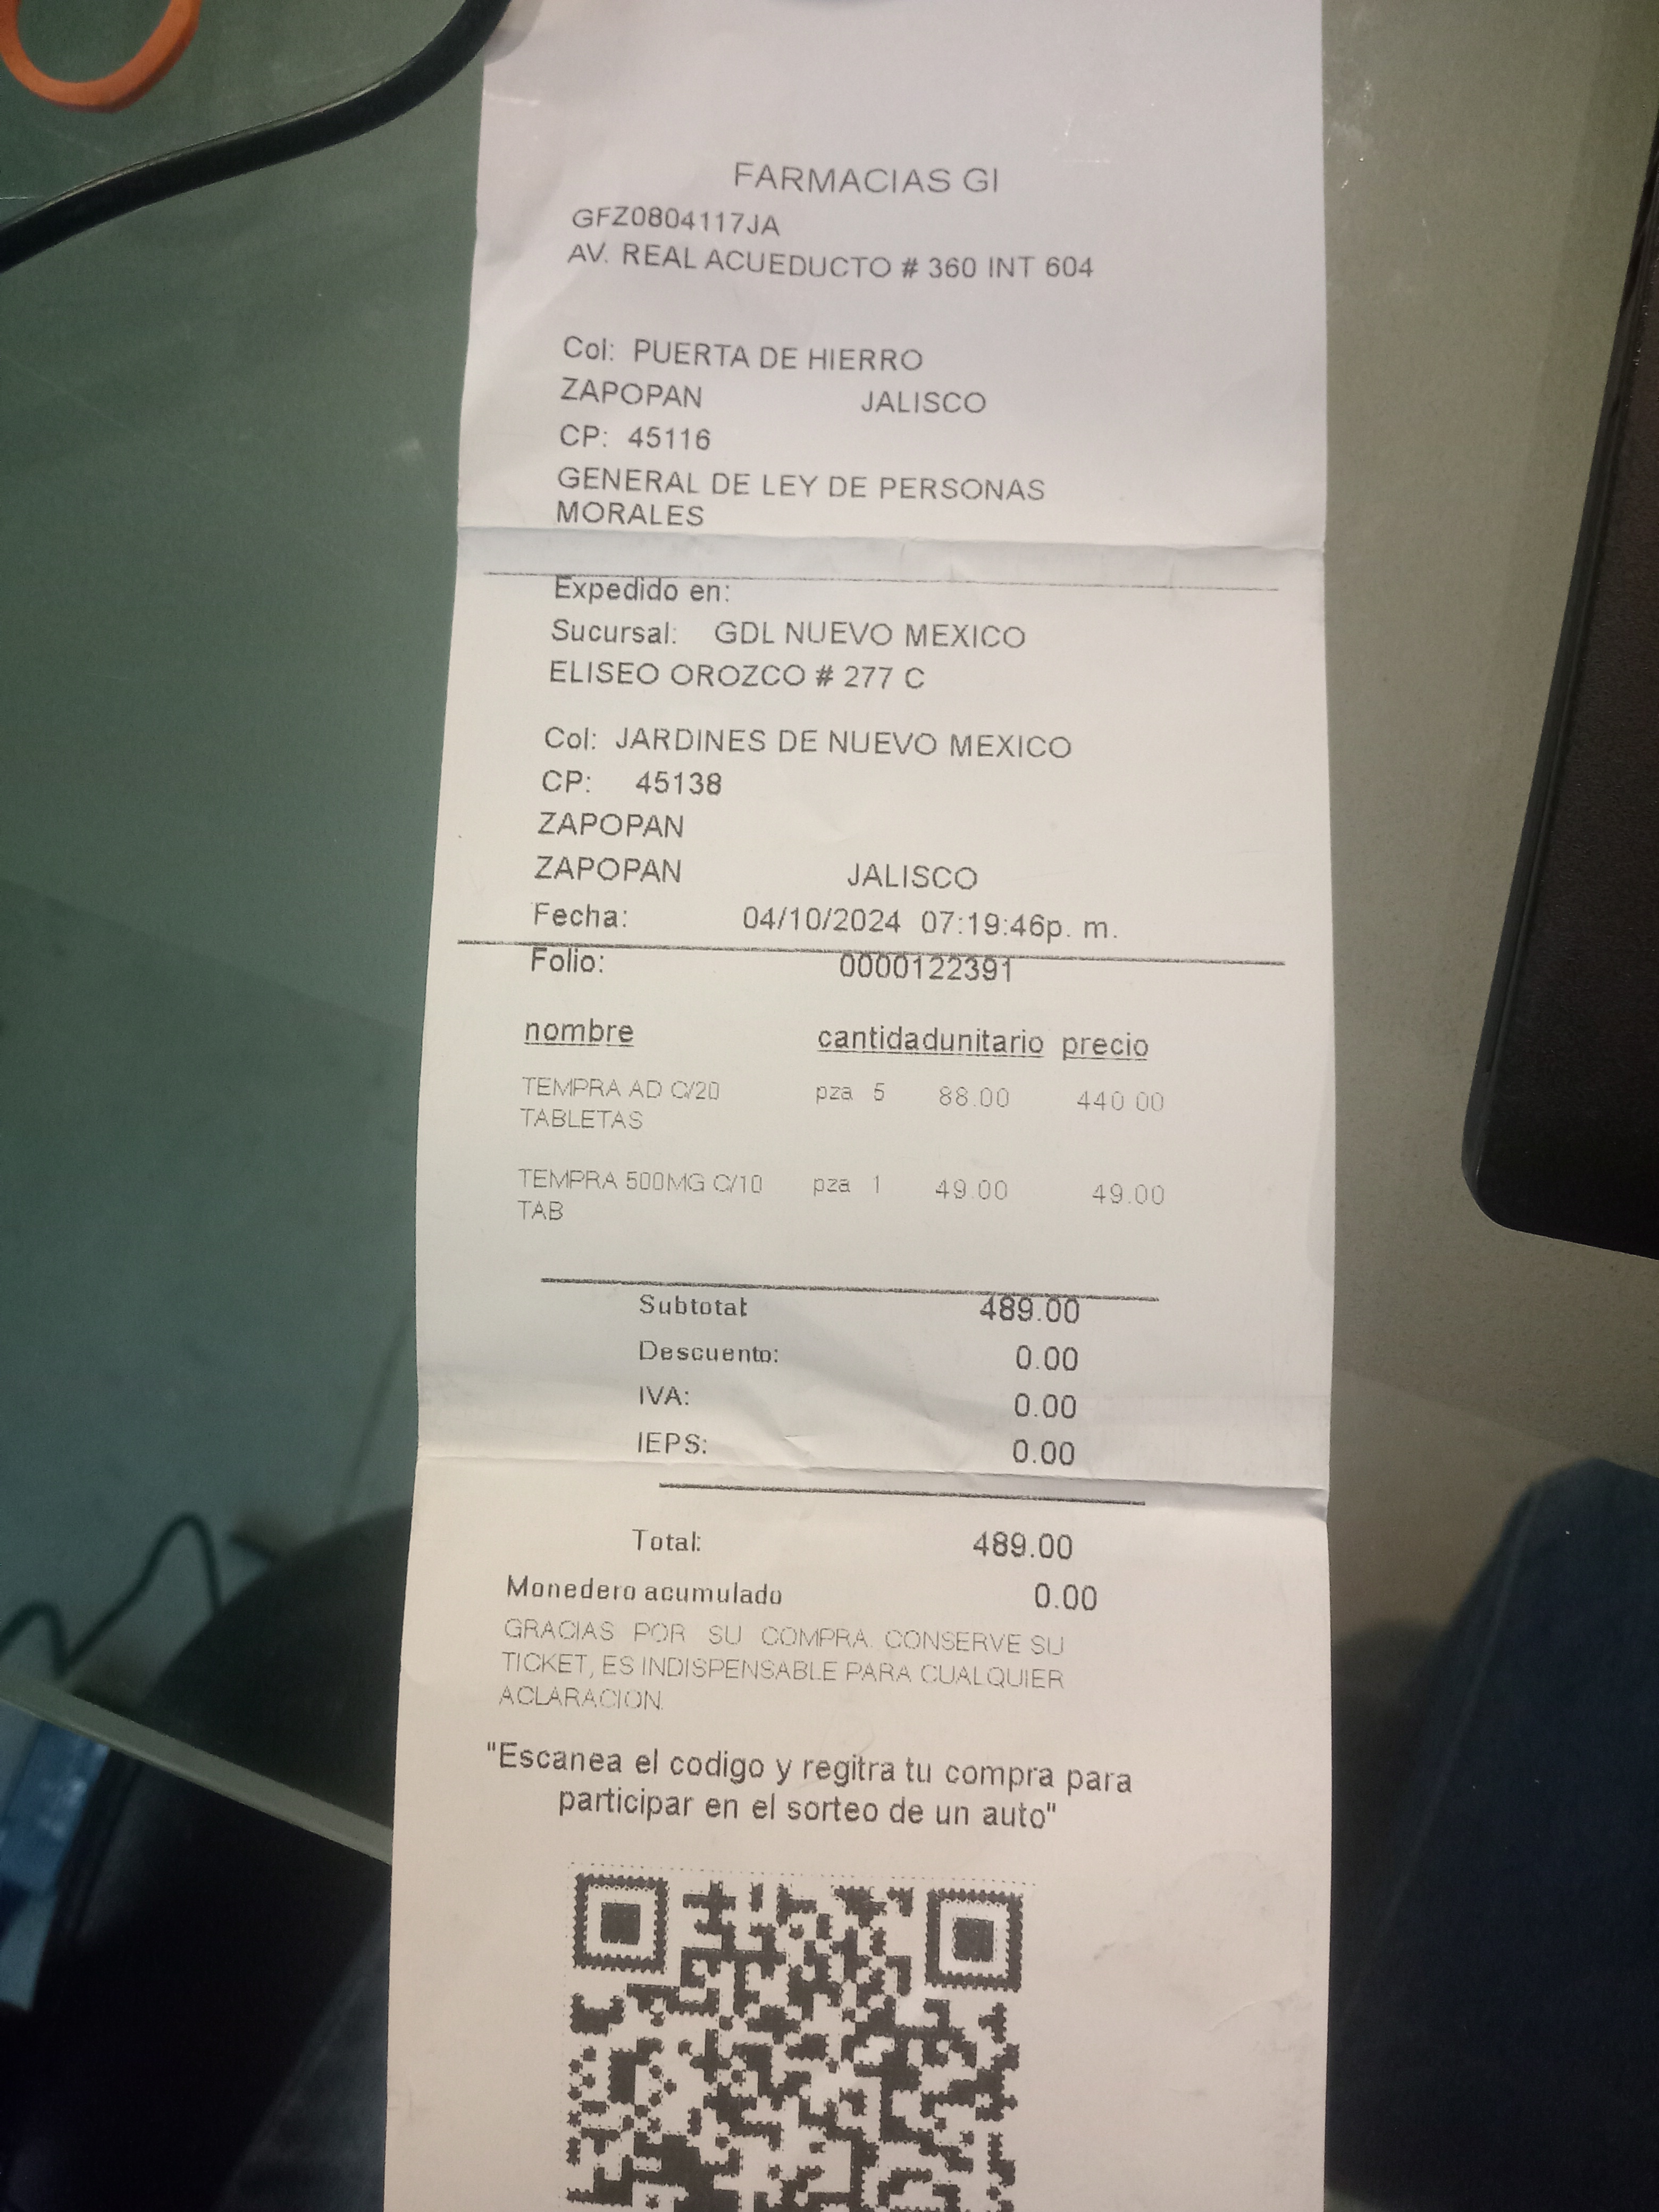 FARMACIAS GI
GFZ0804117JA
AV. REAL ACUEDUCTO # 360 INT 604
Col: PUERTA DE HIERRO
ZAPOPAN JALISCO
CP: 45116
GENERAL DE LEY DE PERSONAS
MORALES
Expedido en:
Sucursal: GDL NUEVO MEXICO
ELISEO OROZCO # 277 C
Col: JARDINES DE NUEVO MEXICO
CP: 45138
ZAPOPAN
ZAPOPAN JALISCO
Fecha: 04/10/2024 07:19:46p. m.
Folio: 0000122391
nombre cantidadunitario precio
TEMPRA AD C/20 pza 5 88.00 440.00
TABLETAS
TEMPRA 500MG C/10 pza 1 49.00 49.00
TAB
Subtotal: 489.00
Descuento: 0.00
IVA: 0.00
IEPS: 0.00
Total: 489.00
Monedero acumulado 0.00
GRACIAS POR SU COMPRA. CONSERVE SU
TICKET, ES INDISPENSABLE PARA CUALQUIER
ACLARACION.
"Escanea el codigo y regitra tu compra para
participar en el sorteo de un auto"